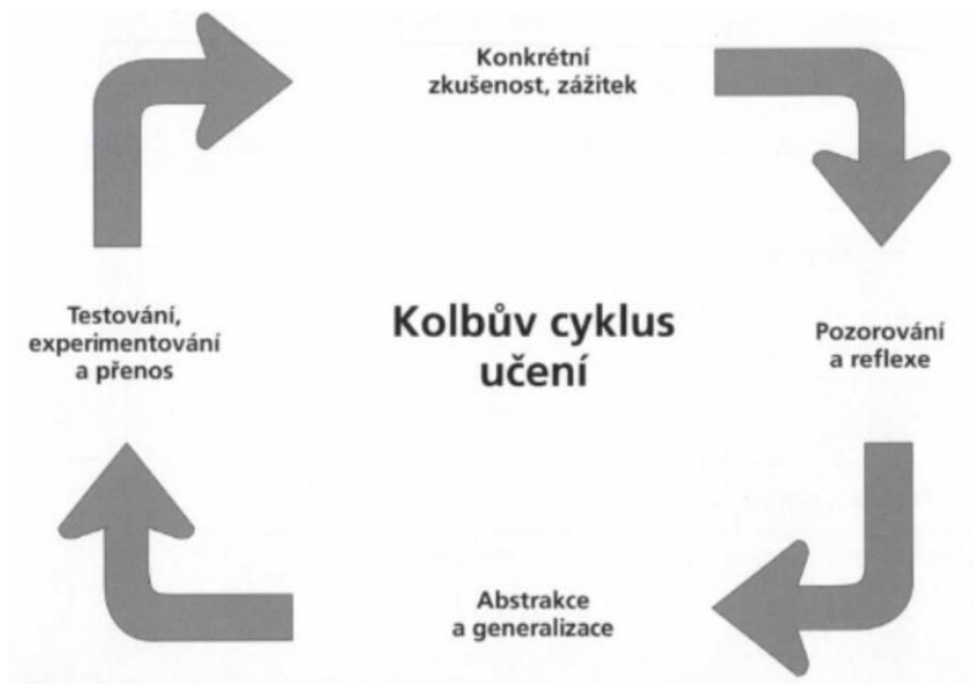 Konkrétní
zkušenost, zážitek
Kolbův cyklus
učení
Testování,
experimentování
a přenos
Pozorování
a reflexe
Abstrakce
a generalizace